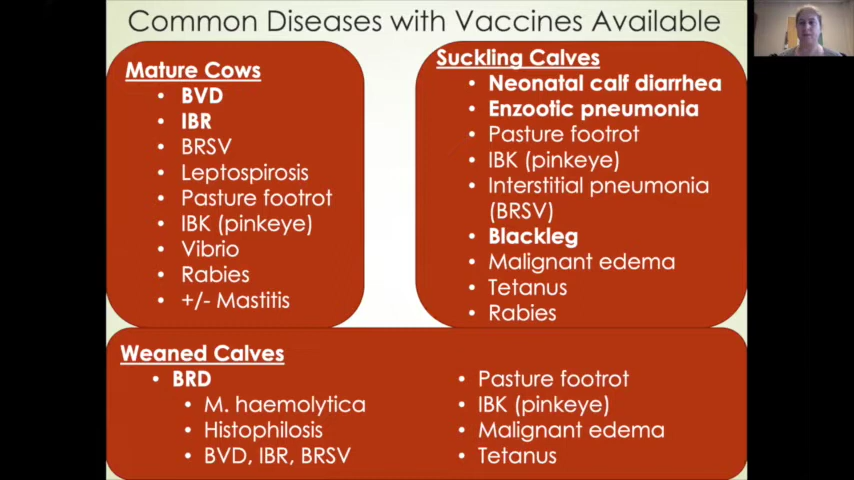 Common Diseases with Vaccines Available
Mature Cows
• BVD
• IBR
• BRSV
• Leptospirosis
• Pasture footrot
• IBK (pinkeye)
• Vibrio
• Rabies
• +/- Mastitis
Suckling Calves
• Neonatal calf diarrhea
• Enzootic pneumonia
• Pasture footrot
• IBK (pinkeye)
• Interstitial pneumonia
(BRSV)
• Blackleg
• Malignant edema
• Tetanus
• Rabies
Weaned Calves
• BRD
• M. haemolytica
• Histophilosis
• BVD, IBR, BRSV
• Pasture footrot
• IBK (pinkeye)
• Malignant edema
• Tetanus